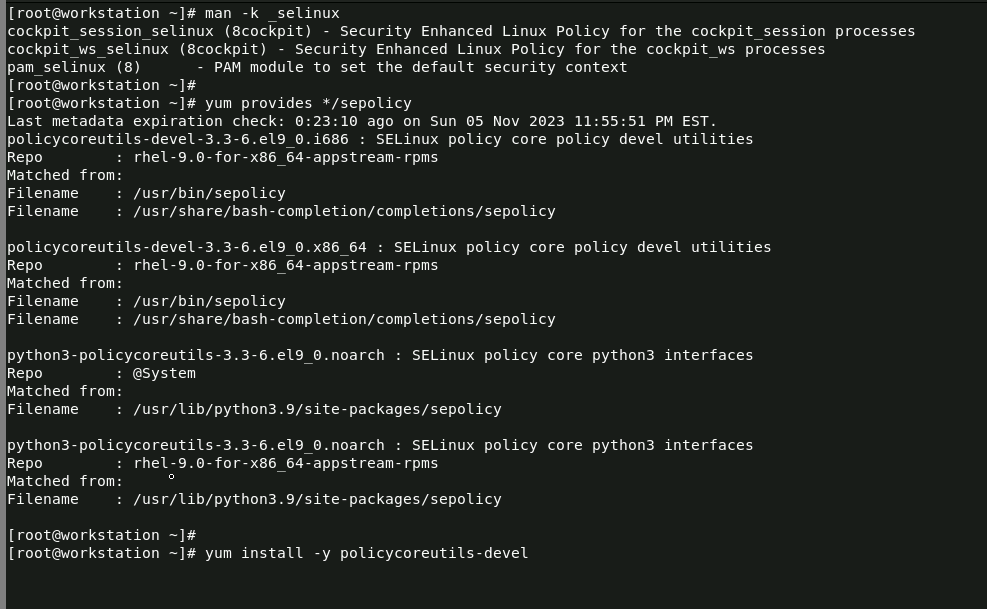 [root@workstation ~]# man -k _selinux
cockpit_session_selinux (8cockpit) - Security Enhanced Linux Policy for the cockpit_session processes
cockpit_ws_selinux (8cockpit) - Security Enhanced Linux Policy for the cockpit_ws processes
pam_selinux (8)      - PAM module to set the default security context
[root@workstation ~]#
[root@workstation ~]# yum provides */sepolicy
Last metadata expiration check: 0:23:10 ago on Sun 05 Nov 2023 11:55:51 PM EST.
policycoreutils-devel-3.3-6.el9_0.i686 : SELinux policy core policy devel utilities
Repo        : rhel-9.0-for-x86_64-appstream-rpms
Matched from:
Filename    : /usr/bin/sepolicy
Filename    : /usr/share/bash-completion/completions/sepolicy

policycoreutils-devel-3.3-6.el9_0.x86_64 : SELinux policy core policy devel utilities
Repo        : rhel-9.0-for-x86_64-appstream-rpms
Matched from:
Filename    : /usr/bin/sepolicy
Filename    : /usr/share/bash-completion/completions/sepolicy

python3-policycoreutils-3.3-6.el9_0.noarch : SELinux policy core python3 interfaces
Repo        : @System
Matched from:
Filename    : /usr/lib/python3.9/site-packages/sepolicy

python3-policycoreutils-3.3-6.el9_0.noarch : SELinux policy core python3 interfaces
Repo        : rhel-9.0-for-x86_64-appstream-rpms
Matched from:
Filename    : /usr/lib/python3.9/site-packages/sepolicy

[root@workstation ~]#
[root@workstation ~]# yum install -y policycoreutils-devel